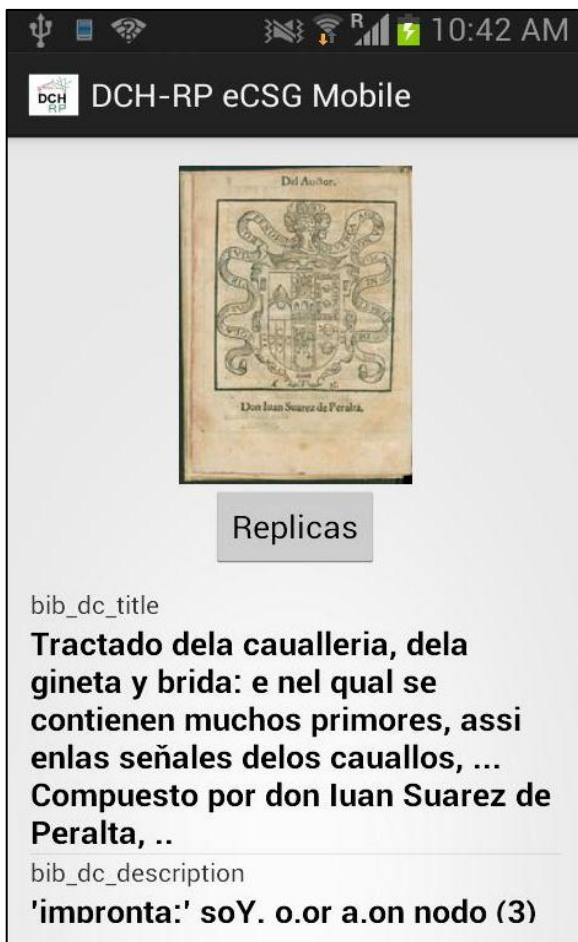 R
10:42 AM
DCH
RP
DCH-RP eCSG Mobile
Del Auctor.
Don Iuan Suarez de Peralta.
Replicas
bib_dc_title
Tractado dela caualleria, dela
gineta y brida: e nel qual se
contienen muchos primores, assi
enlas señales delos cauallos, ...
Compuesto por don Iuan Suarez de
Peralta, ..
bib_dc_description
'impronta:' soY. o.or a.on nodo (3)